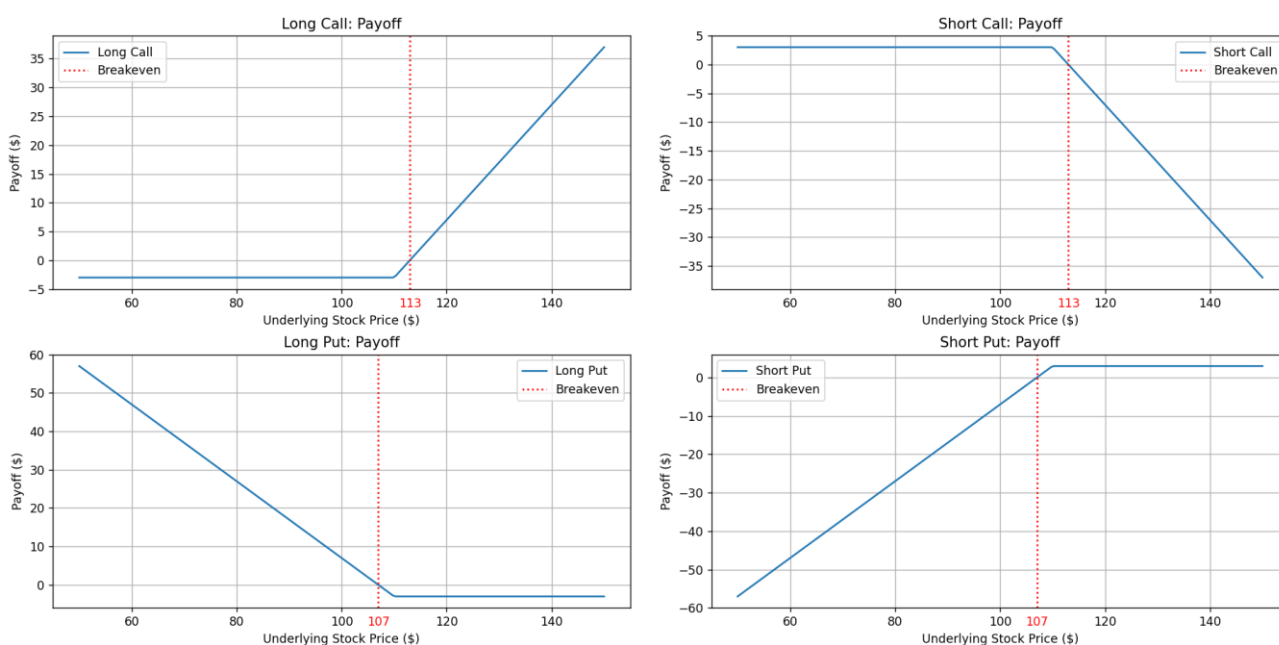 Long Call: Payoff
35
30
25
20
15
10
5
0
−5
Payoff ($)
Long Call
Breakeven
60
80
100
113
120
140
Underlying Stock Price ($)
Short Call: Payoff
5
0
−5
−10
−15
−20
−25
−30
−35
Payoff ($)
Short Call
Breakeven
60
80
100
113
120
140
Underlying Stock Price ($)
Long Put: Payoff
60
50
40
30
20
10
0
Payoff ($)
Long Put
Breakeven
60
80
100
107
120
140
Underlying Stock Price ($)
Short Put: Payoff
0
−10
−20
−30
−40
−50
−60
Payoff ($)
Short Put
Breakeven
60
80
100
107
120
140
Underlying Stock Price ($)